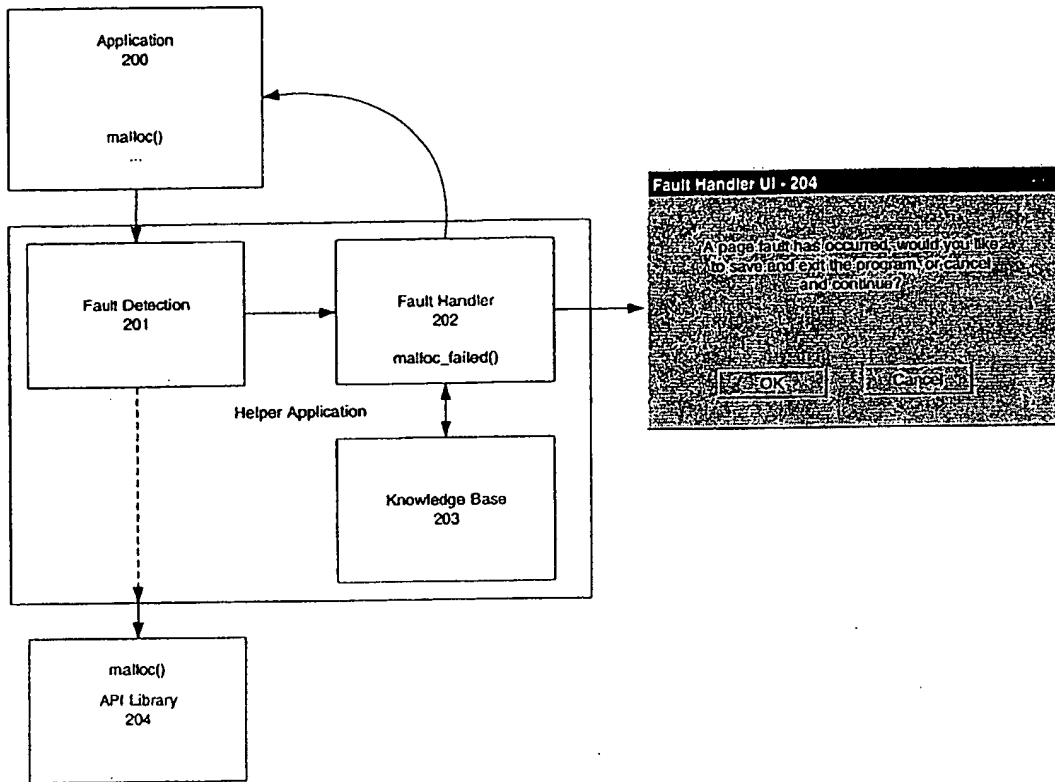 Application
200
malloc()
...
Fault Detection
201
Fault Handler
202
malloc_failed()
Helper Application
Knowledge Base
203
malloc()
API Library
204
Fault Handler UI - 204
A page fault has occurred, would you like
to save and exit the program, or cancel
and continue?
OK
Cancel